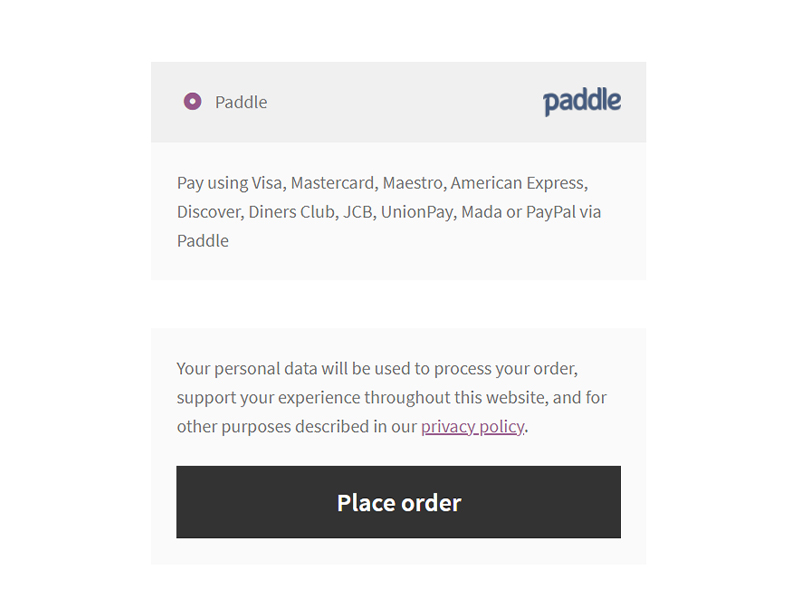 Paddle
paddle
Pay using Visa, Mastercard, Maestro, American Express,
Discover, Diners Club, JCB, UnionPay, Mada or PayPal via
Paddle
Your personal data will be used to process your order,
support your experience throughout this website, and for
other purposes described in our privacy policy.
Place order